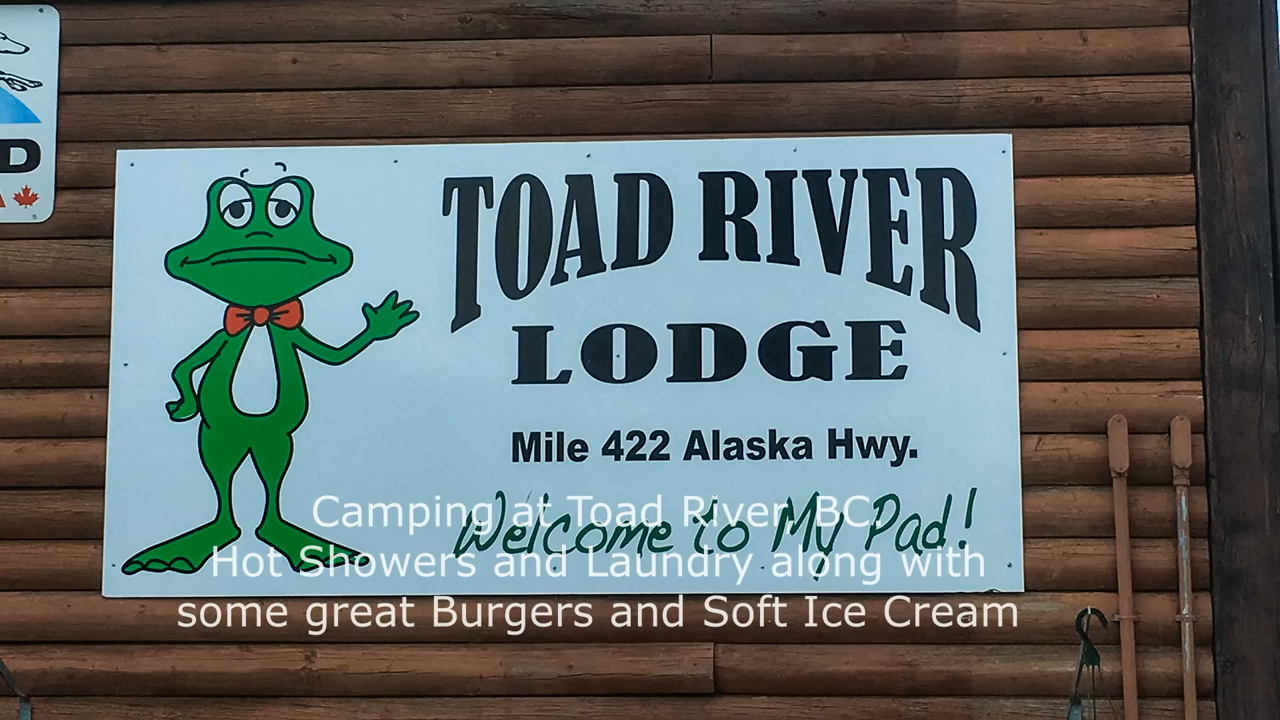 D
TOAD RIVER
LODGE
Mile 422 Alaska Hwy.
Welcome to My Pad!
Camping at Toad River, BC.
Hot Showers and Laundry along with
some great Burgers and Soft Ice Cream